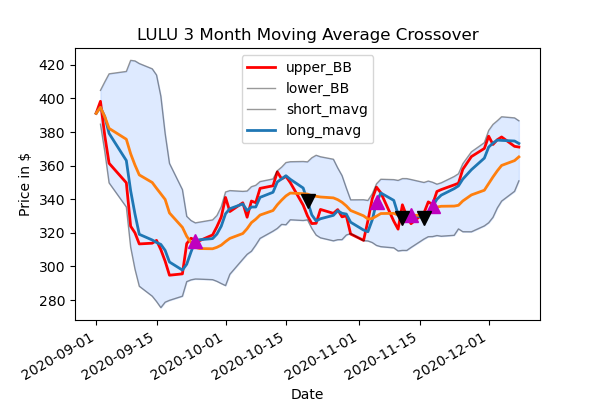 LULU 3 Month Moving Average Crossover
upper_BB
lower_BB
short_mavg
long_mavg
Price in $
420
400
380
360
340
320
300
280
2020-09-01
2020-09-15
2020-10-01
2020-10-15
2020-11-01
2020-11-15
2020-12-01
Date